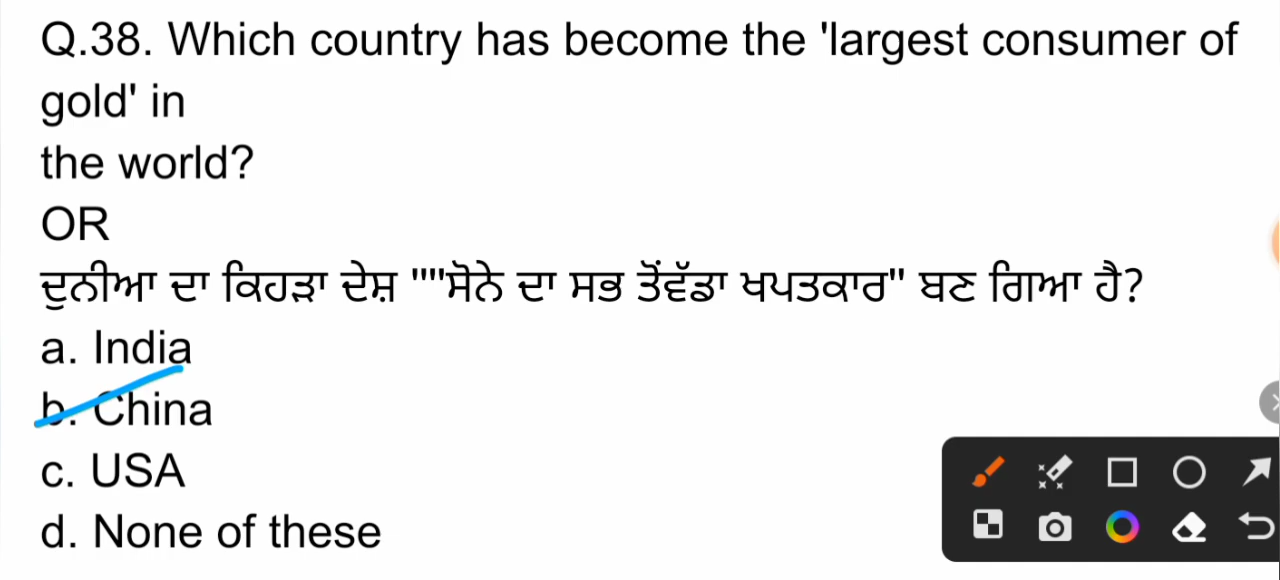 Q.38. Which country has become the 'largest consumer of
gold' in
the world?
OR
ਦੁਨੀਆ ਦਾ ਕਿਹੜਾ ਦੇਸ਼ """ਸੋਨੇ ਦਾ ਸਭ ਤੋਂਵੱਡਾ ਖਪਤਕਾਰ" ਬਣ ਗਿਆ ਹੈ?
a. India
b. China
c. USA
d. None of these